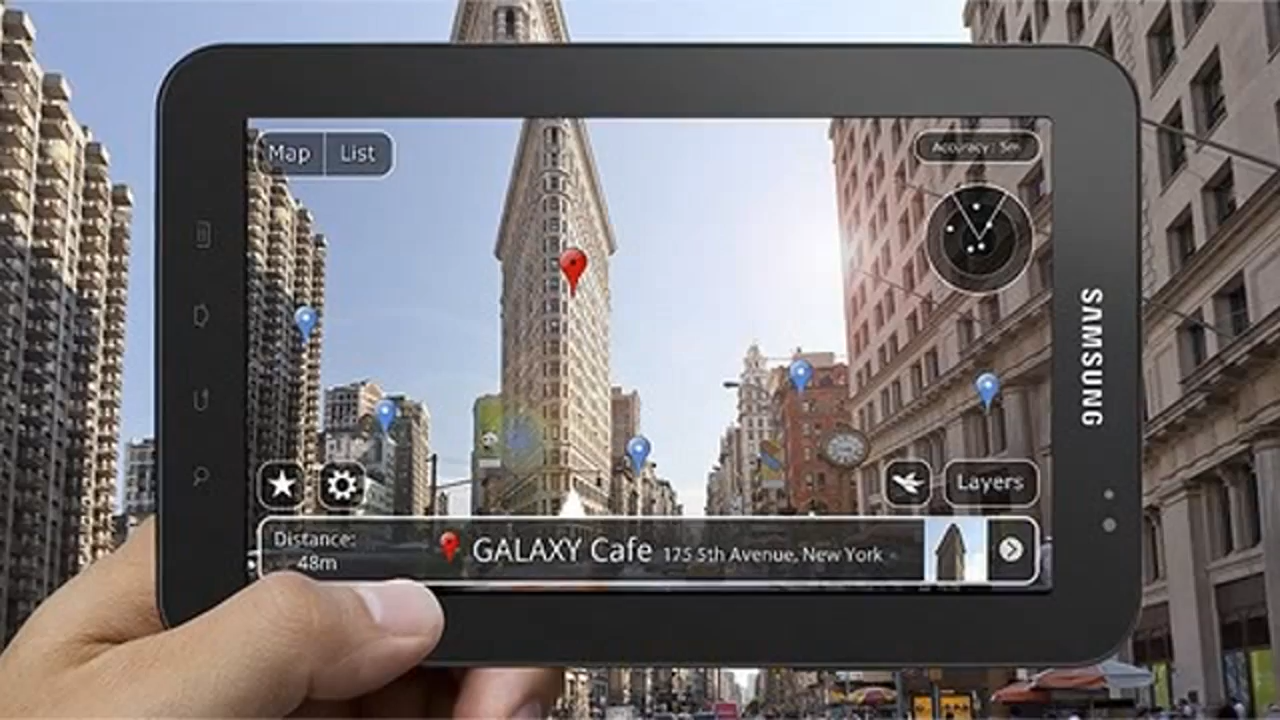 Map List
Accuracy: 5m
SAMSUNG
Layers
Distance:
48m
GALAXY Cafe 175 5th Avenue, New York